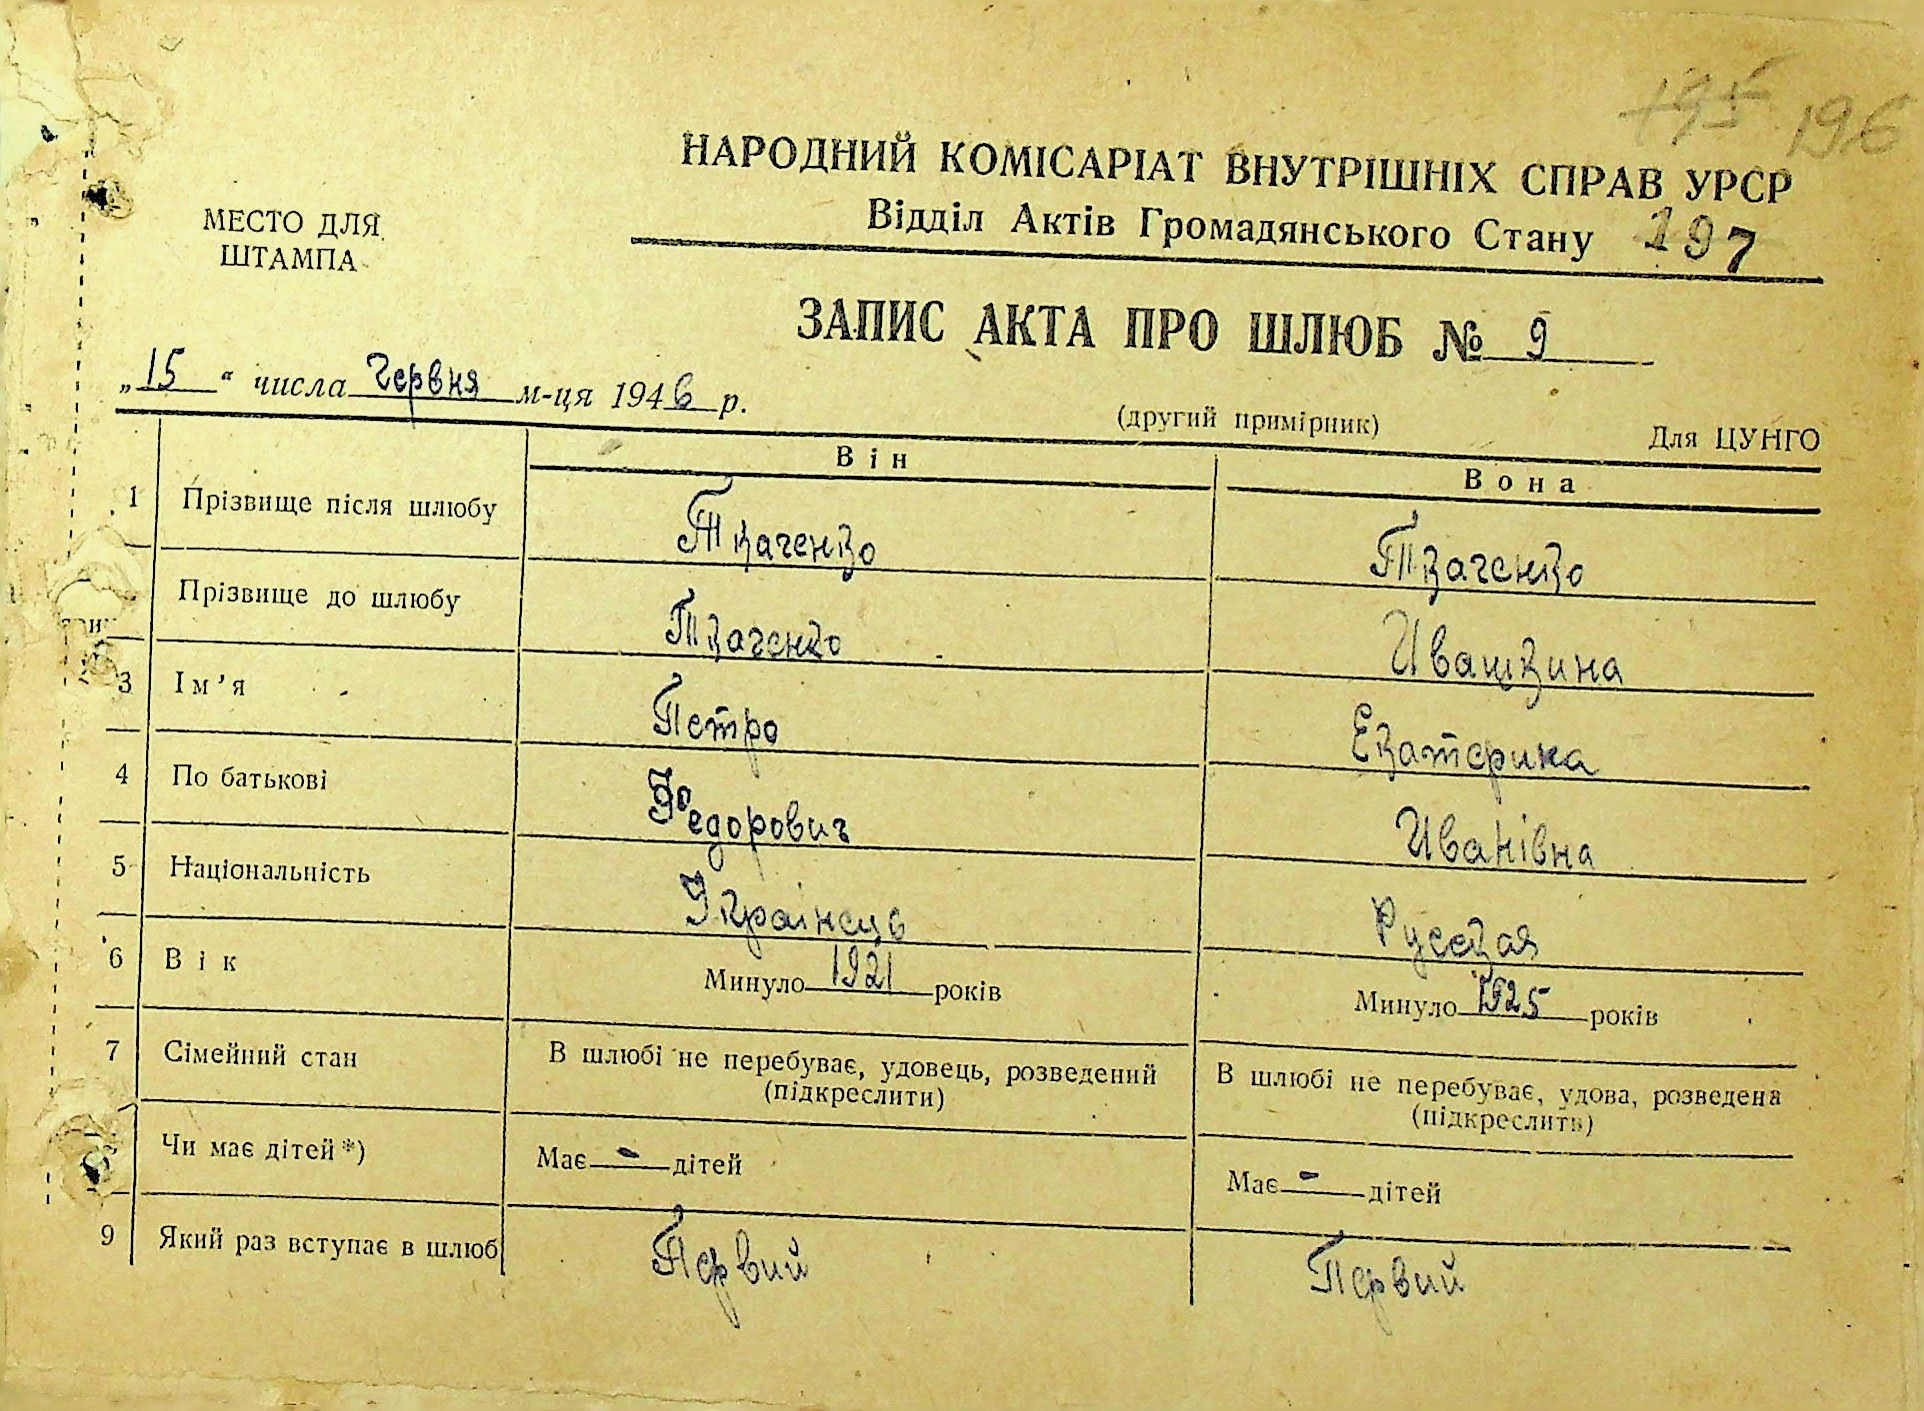 195 196
НАРОДНИЙ КОМІСАРІАТ ВНУТРІШНІХ СПРАВ УРСР
Відділ Актів Громадянського Стану 197
МЕСТО ДЛЯ
ШТАМПА
ЗАПИС АКТА ПРО ШЛЮБ № 9
„15“ числа Червня м-ця 1946 р.
(другий примірник) Для ЦУНГО
Він Вона
1 Прізвище після шлюбу Ткаченко Ткаченко
Прізвище до шлюбу Ткаченко Ивашкина
3 Ім’я Петро Екатерина
4 По батькові Федорович Иванівна
5 Національність Українець Русская
6 Вік Минуло 1921 років Минуло 1925 років
7 Сімейний стан В шлюбі не перебуває, удовець, розведений В шлюбі не перебуває, удова, розведена
(підкреслити) (підкреслить)
Чи має дітей*) Має - дітей Має - дітей
9 Який раз вступає в шлюб Первий Первий